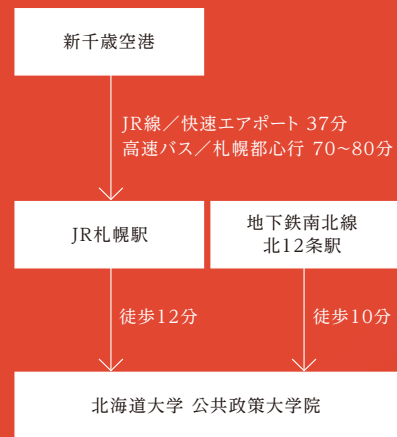 新千歳空港
JR線／快速エアポート 37分
高速バス／札幌都心行 70~80分
JR札幌駅
地下鉄南北線
北12条駅
徒歩12分
徒歩10分
北海道大学 公共政策大学院